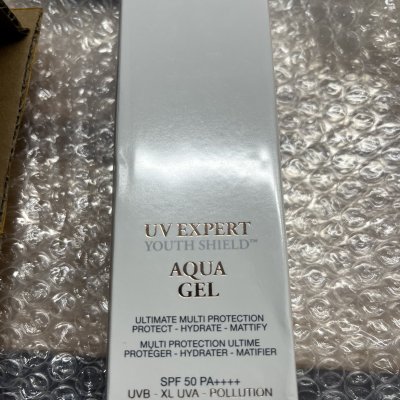 UV EXPERT
YOUTH SHIELD™
AQUA
GEL
ULTIMATE MULTI PROTECTION
PROTECT - HYDRATE - MATTIFY
MULTI PROTECTION ULTIME
PROTÉGER - HYDRATER - MATIFIER
SPF 50 PA++++
UVB - XL UVA - POLLUTION